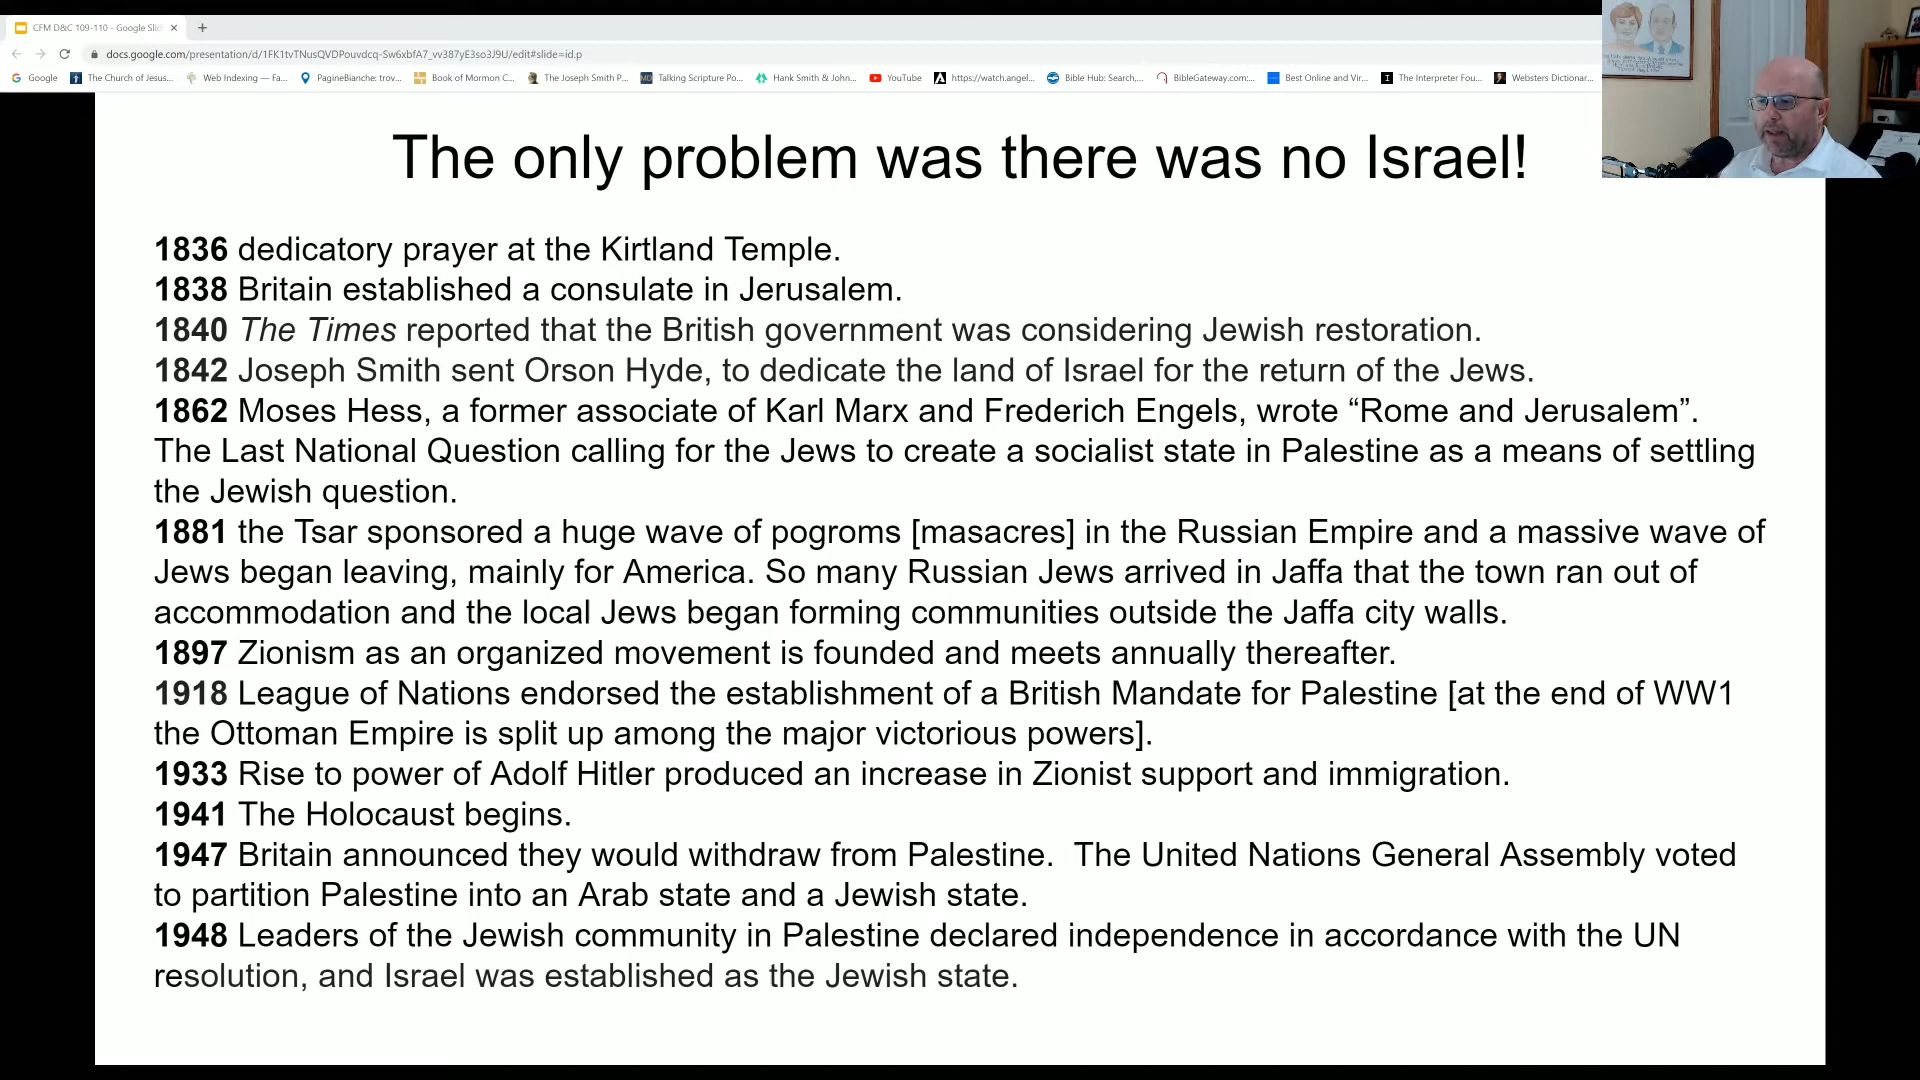 CFM D&C 109-110 - Google Slid
docs.google.com/presentation/d/1FK1tvTNusQVDPouvdcq-Sw6xbfA7_vv387yE3so3J9U/edit#slide=id.p
Google The Church of Jesus... Web Indexing — Fa... PagineBianche: trov... Book of Mormon C... The Joseph Smith P... Talking Scripture Po... Hank Smith & John... YouTube https://watch.angel... Bible Hub: Search,... BibleGateway.com:... Best Online and Vir... The Interpreter Fou... Websters Dictionar...
The only problem was there was no Israel!
1836 dedicatory prayer at the Kirtland Temple.
1838 Britain established a consulate in Jerusalem.
1840 The Times reported that the British government was considering Jewish restoration.
1842 Joseph Smith sent Orson Hyde, to dedicate the land of Israel for the return of the Jews.
1862 Moses Hess, a former associate of Karl Marx and Frederich Engels, wrote “Rome and Jerusalem”.
The Last National Question calling for the Jews to create a socialist state in Palestine as a means of settling
the Jewish question.
1881 the Tsar sponsored a huge wave of pogroms [masacres] in the Russian Empire and a massive wave of
Jews began leaving, mainly for America. So many Russian Jews arrived in Jaffa that the town ran out of
accommodation and the local Jews began forming communities outside the Jaffa city walls.
1897 Zionism as an organized movement is founded and meets annually thereafter.
1918 League of Nations endorsed the establishment of a British Mandate for Palestine [at the end of WW1
the Ottoman Empire is split up among the major victorious powers].
1933 Rise to power of Adolf Hitler produced an increase in Zionist support and immigration.
1941 The Holocaust begins.
1947 Britain announced they would withdraw from Palestine.  The United Nations General Assembly voted
to partition Palestine into an Arab state and a Jewish state.
1948 Leaders of the Jewish community in Palestine declared independence in accordance with the UN
resolution, and Israel was established as the Jewish state.